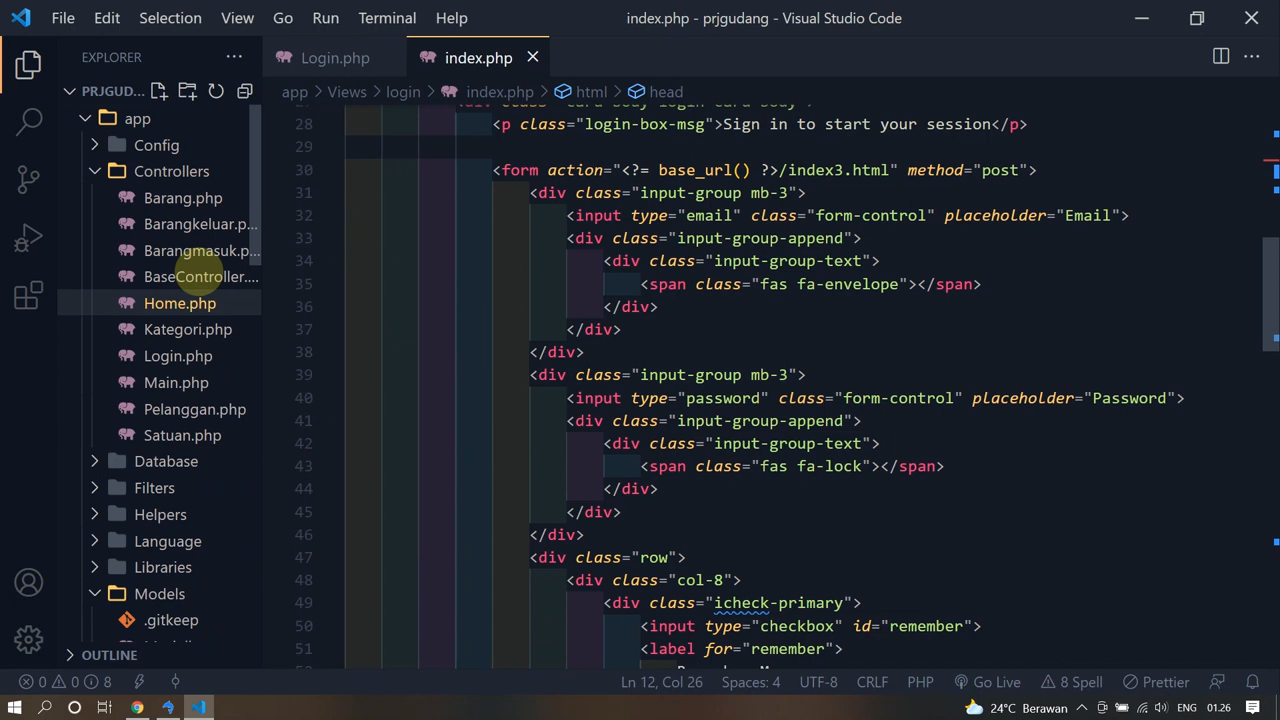 File Edit Selection View Go Run Terminal Help
index.php - prjgudang - Visual Studio Code
EXPLORER
Login.php
index.php
PRJGUD...
app > Views > login > index.php > html > head
app
Config
Controllers
Barang.php
Barangkeluar.p...
Barangmasuk.p...
BaseController....
Home.php
Kategori.php
Login.php
Main.php
Pelanggan.php
Satuan.php
Database
Filters
Helpers
Language
Libraries
Models
.gitkeep
OUTLINE
28 <p class="login-box-msg">Sign in to start your session</p>
29
30 <form action="<?= base_url() ?>/index3.html" method="post">
31 <div class="input-group mb-3">
32 <input type="email" class="form-control" placeholder="Email">
33 <div class="input-group-append">
34 <div class="input-group-text">
35 <span class="fas fa-envelope"></span>
36 </div>
37 </div>
38 </div>
39 <div class="input-group mb-3">
40 <input type="password" class="form-control" placeholder="Password">
41 <div class="input-group-append">
42 <div class="input-group-text">
43 <span class="fas fa-lock"></span>
44 </div>
45 </div>
46 </div>
47 <div class="row">
48 <div class="col-8">
49 <div class="icheck-primary">
50 <input type="checkbox" id="remember">
51 <label for="remember">
0 0 8
Ln 12, Col 26 Spaces: 4 UTF-8 CRLF PHP Go Live 8 Spell Prettier
24°C Berawan ENG 01.26